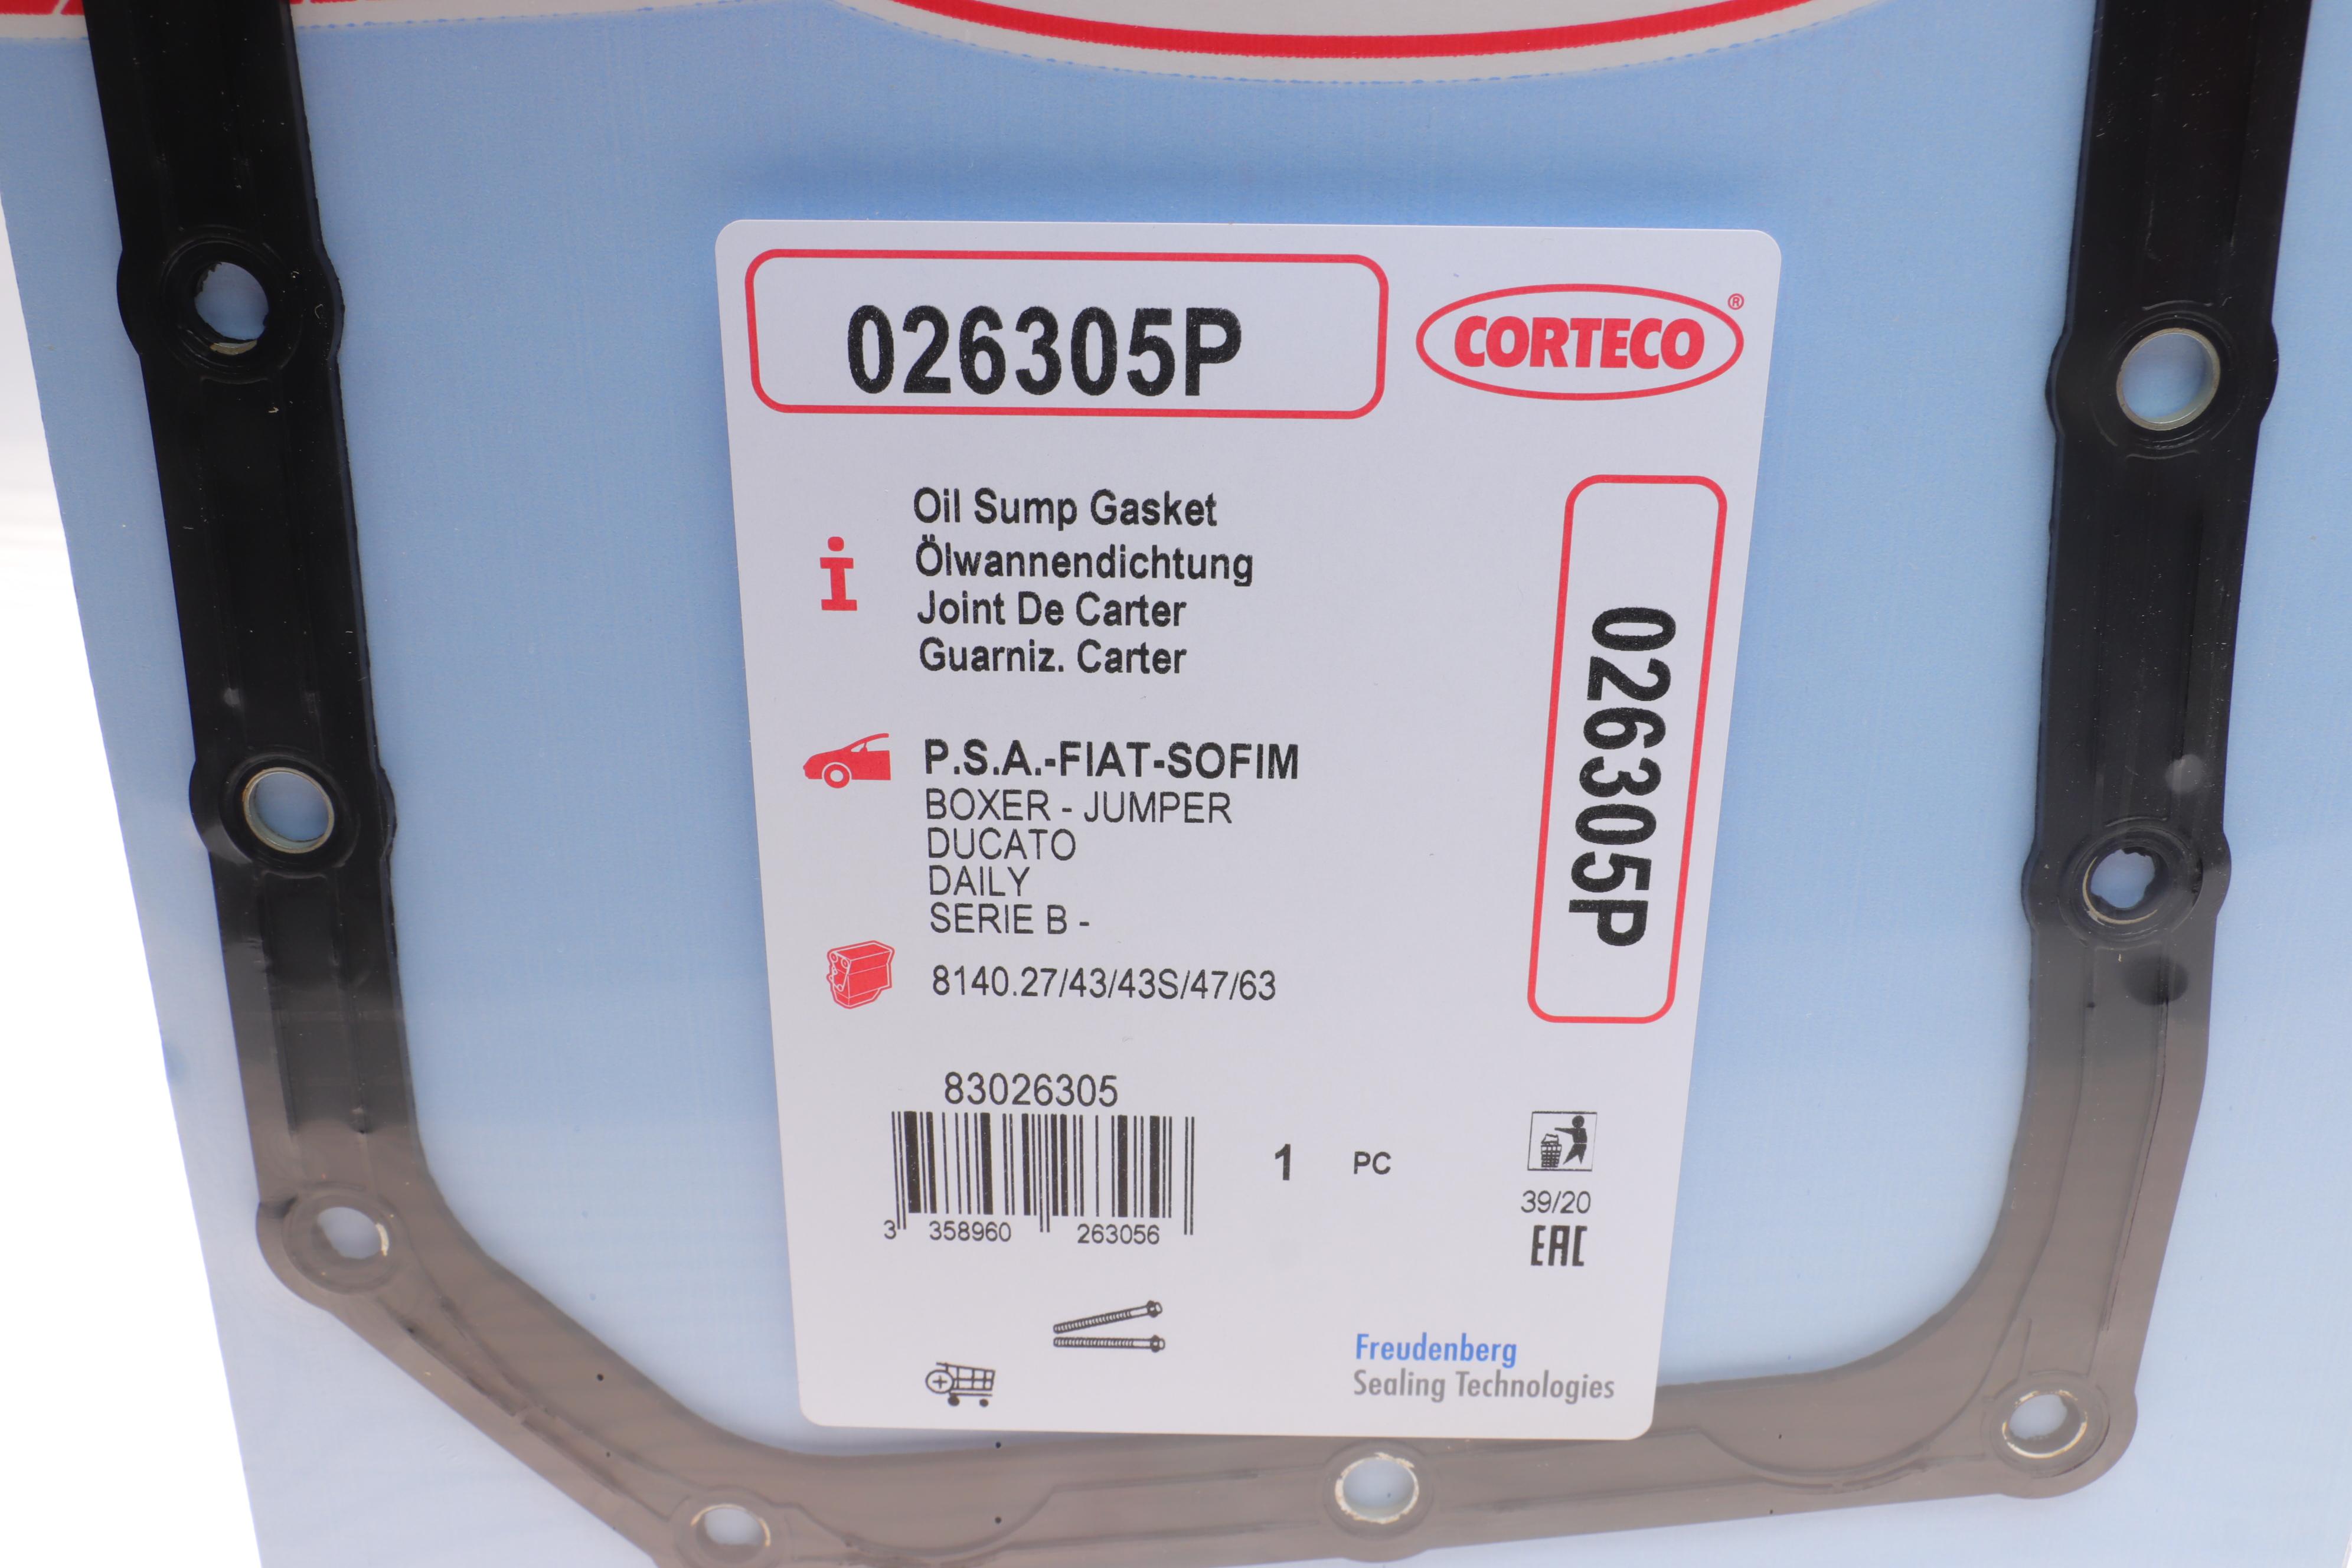 026305P
CORTECO®
Oil Sump Gasket
Ölwannendichtung
Joint De Carter
Guarniz. Carter
026305P
P.S.A.-FIAT-SOFIM
BOXER - JUMPER
DUCATO
DAILY
SERIE B -
8140.27/43/43S/47/63
83026305
3 358960 263056
1 PC
39/20
EAC
Freudenberg
Sealing Technologies